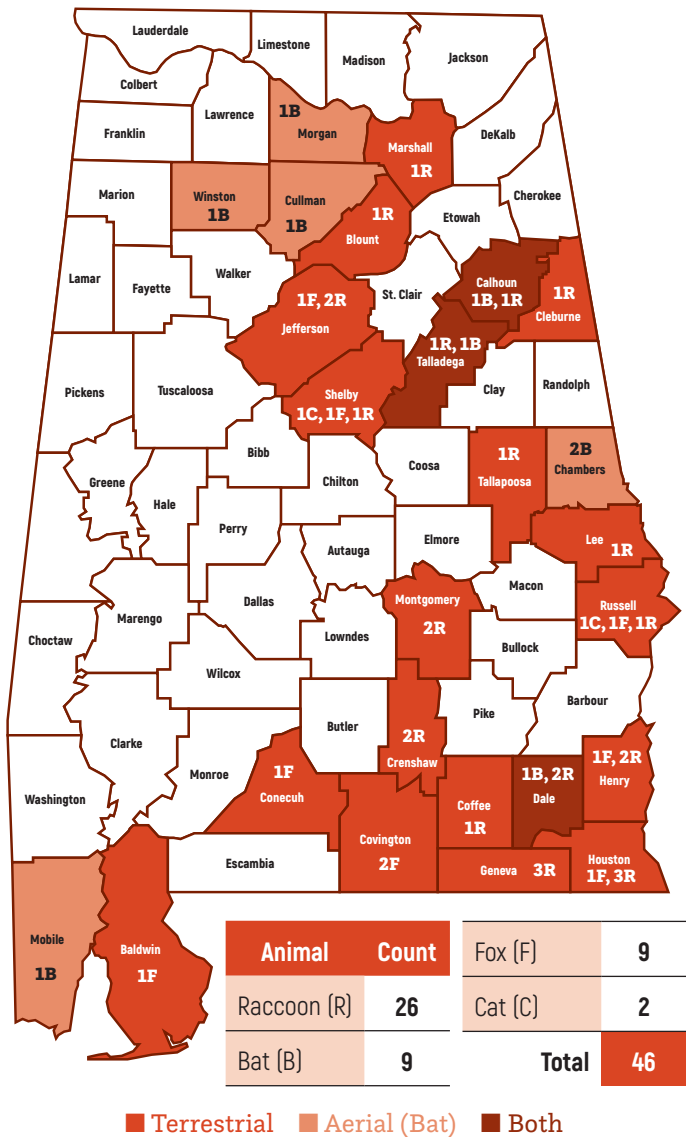 Lauderdale
Limestone
Madison
Jackson
Colbert
Lawrence
Franklin
1B
Morgan
Marshall
1R
DeKalb
Marion
Winston
1B
Cullman
1B
1R
Blount
Etowah
Cherokee
Lamar
Fayette
Walker
1F, 2R
Jefferson
St. Clair
Calhoun
1B, 1R
1R
Cleburne
1R, 1B
Talladega
Pickens
Tuscaloosa
Shelby
1C, 1F, 1R
Clay
Randolph
Greene
Hale
Bibb
Chilton
Coosa
1R
Tallapoosa
2B
Chambers
Perry
Autauga
Elmore
Lee
1R
Macon
Marengo
Dallas
Montgomery
2R
Russell
1C, 1F, 1R
Choctaw
Lowndes
Bullock
Wilcox
Clarke
Butler
2R
Crenshaw
Pike
Barbour
Monroe
1F
Conecuh
Washington
Covington
2F
Coffee
1R
1B, 2R
Dale
1F, 2R
Henry
Escambia
Geneva 3R
Houston
1F, 3R
Mobile
1B
Baldwin
1F
Animal Count
Raccoon (R) 26
Bat (B) 9
Fox (F) 9
Cat (C) 2
Total 46
Terrestrial Aerial (Bat) Both